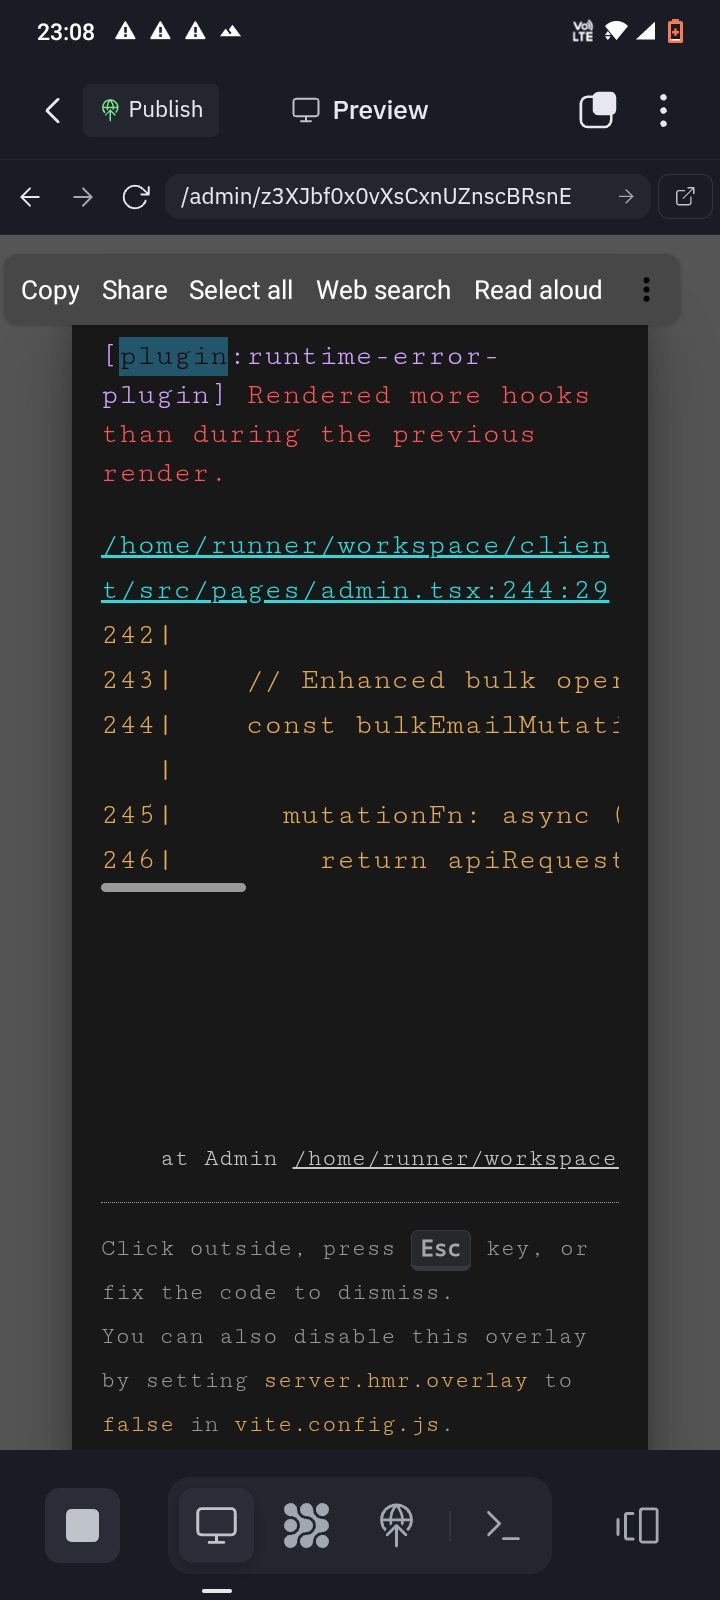 23:08
Vo)) LTE
Publish
Preview
/admin/z3XJbf0x0vXsCxnUZnscBRsnE
Copy Share Select all Web search Read aloud
[plugin:runtime-error-
plugin] Rendered more hooks
than during the previous
render.
/home/runner/workspace/clien
t/src/pages/admin.tsx:244:29
242|
243| // Enhanced bulk oper
244| const bulkEmailMutati
|
245| mutationFn: async (
246| return apiRequest
at Admin /home/runner/workspace
Click outside, press Esc key, or
fix the code to dismiss.
You can also disable this overlay
by setting server.hmr.overlay to
false in vite.config.js.